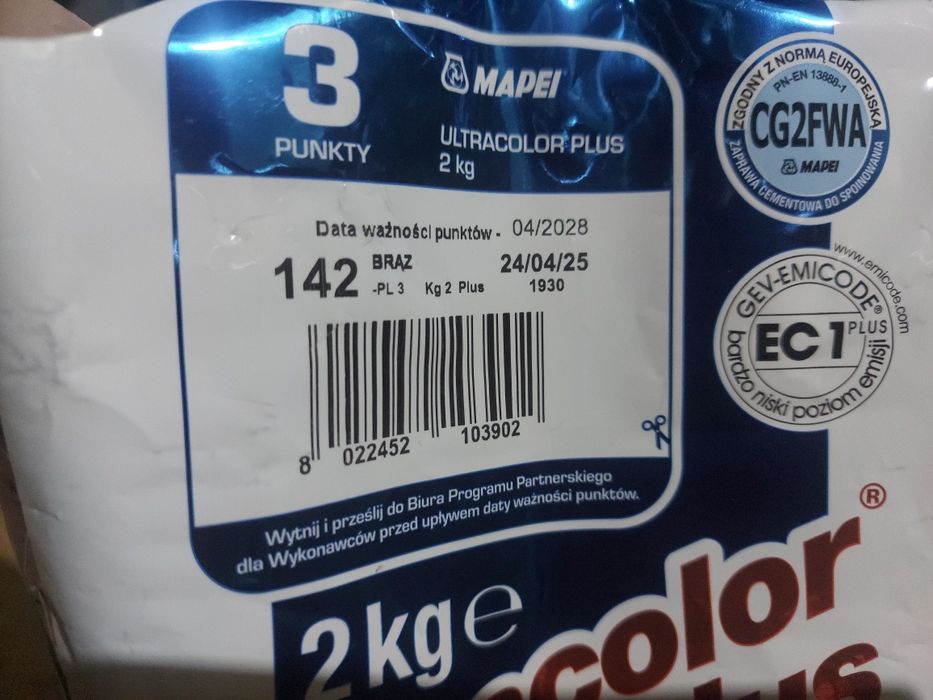 3
PUNKTY
MAPEI
ULTRACOLOR PLUS
2 kg
Data ważności punktów - 04/2028
142 BRĄZ 24/04/25
-PL 3 Kg 2 Plus 1930
8 022452 103902
Wytnij i prześlij do Biura Programu Partnerskiego
dla Wykonawców przed upływem daty ważności punktów.
ZGODNY Z NORMĄ EUROPEJSKĄ
PN-EN 13888-1
CG2FWA
MAPEI
ZAPRAWA CEMENTOWA DO SPOINOWANIA
www.emicode.com
GEV-EMICODE®
EC 1 PLUS
bardzo niski poziom emisji
2 kg e
color®